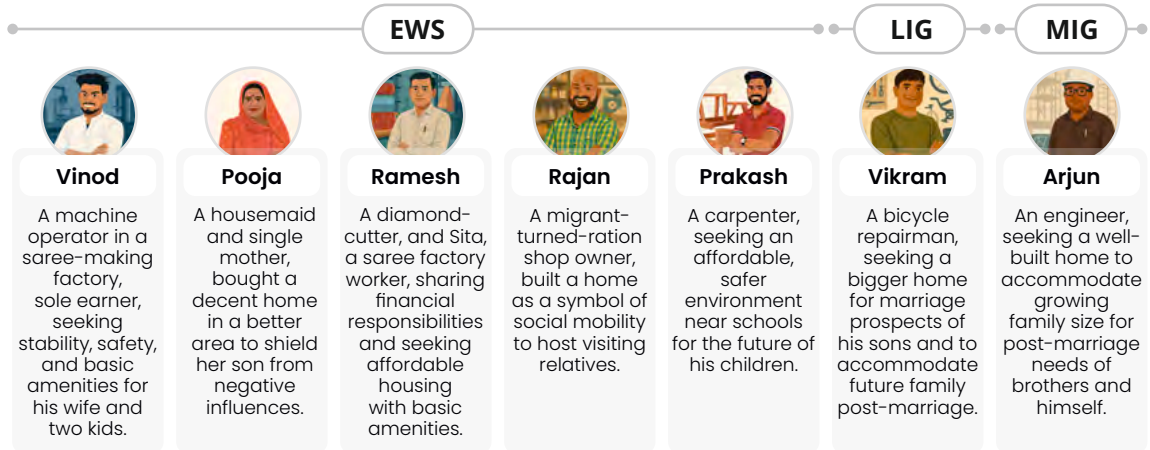 EWS
LIG
MIG
Vinod
A machine
operator in a
saree-making
factory,
sole earner,
seeking
stability, safety,
and basic
amenities for
his wife and
two kids.
Pooja
A housemaid
and single
mother,
bought a
decent home
in a better
area to shield
her son from
negative
influences.
Ramesh
A diamond-
cutter, and Sita,
a saree factory
worker, sharing
financial
responsibilities
and seeking
affordable
housing
with basic
amenities.
Rajan
A migrant-
turned-ration
shop owner,
built a home
as a symbol of
social mobility
to host visiting
relatives.
Prakash
A carpenter,
seeking an
affordable,
safer
environment
near schools
for the future of
his children.
Vikram
A bicycle
repairman,
seeking a
bigger home
for marriage
prospects of
his sons and to
accommodate
future family
post-marriage.
Arjun
An engineer,
seeking a well-
built home to
accommodate
growing
family size for
post-marriage
needs of
brothers and
himself.